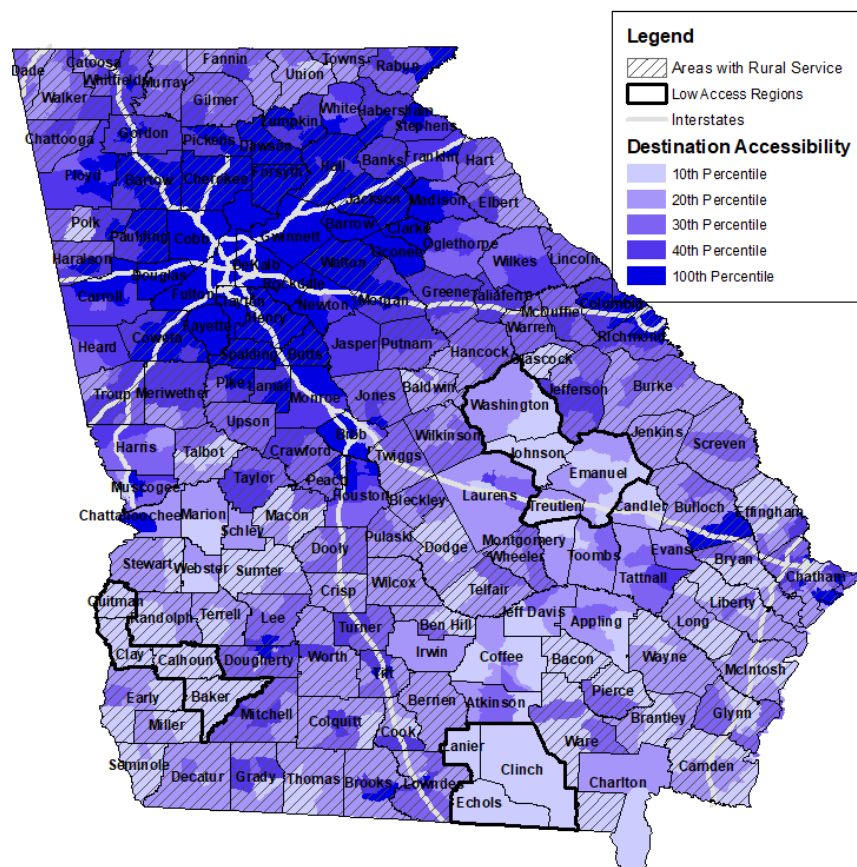 Legend
Areas with Rural Service
Low Access Regions
Interstates
Destination Accessibility
10th Percentile
20th Percentile
30th Percentile
40th Percentile
100th Percentile
Dade
Catoosa
Whitfield
Murray
Fannin
Union
Towns
Rabun
Walker
Gilmer
White
Habersham
Stephens
Lumpkin
Chattooga
Gordon
Pickens
Dawson
Hall
Banks
Franklin
Hart
Floyd
Bartow
Cherokee
Forsyth
Jackson
Madison
Elbert
Polk
Paulding
Cobb
Gwinnett
Barrow
Clarke
Oglethorpe
Haralson
Douglas
DeKalb
Walton
Oconee
Wilkes
Lincoln
Carroll
Fulton
Clayton
Rockdale
Newton
Morgan
Greene
Taliaferro
McDuffie
Columbia
Coweta
Fayette
Henry
Warren
Richmond
Heard
Spalding
Butts
Jasper
Putnam
Hancock
Glascock
Troup
Meriwether
Pike
Lamar
Monroe
Jones
Baldwin
Washington
Jefferson
Burke
Upson
Harris
Talbot
Crawford
Bibb
Twiggs
Wilkinson
Johnson
Jenkins
Screven
Emanuel
Muscogee
Taylor
Peach
Houston
Bleckley
Laurens
Treutlen
Candler
Bulloch
Effingham
Chattahoochee
Marion
Schley
Macon
Pulaski
Dodge
Montgomery
Wheeler
Toombs
Evans
Bryan
Stewart
Webster
Sumter
Dooly
Wilcox
Telfair
Tattnall
Chatham
Quitman
Randolph
Terrell
Lee
Crisp
Turner
Ben Hill
Jeff Davis
Appling
Long
Liberty
Clay
Calhoun
Dougherty
Worth
Tift
Irwin
Coffee
Bacon
Wayne
McIntosh
Early
Baker
Mitchell
Colquitt
Berrien
Atkinson
Pierce
Brantley
Glynn
Miller
Cook
Lanier
Clinch
Ware
Seminole
Decatur
Grady
Thomas
Brooks
Lowndes
Echols
Charlton
Camden